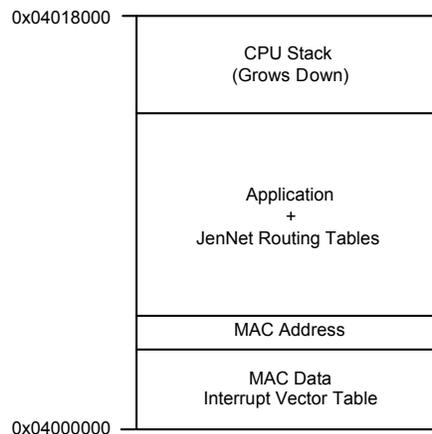 0x04018000
CPU Stack
(Grows Down)
Application
+
JenNet Routing Tables
MAC Address
MAC Data
Interrupt Vector Table
0x04000000